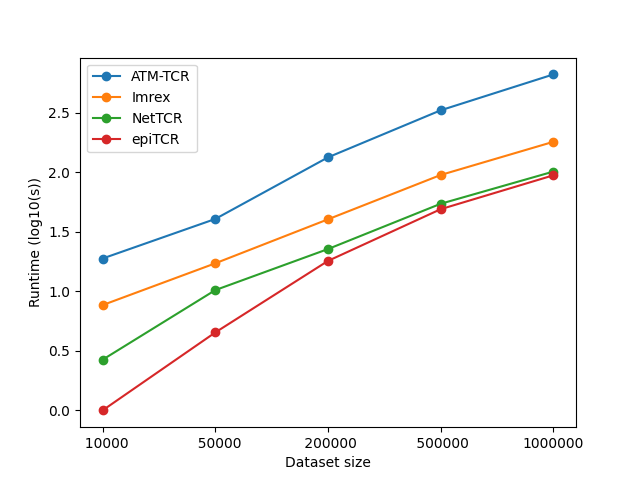 ATM-TCR
Imrex
NetTCR
epiTCR
Runtime (log10(s))
2.5
2.0
1.5
1.0
0.5
0.0
10000 50000 200000 500000 1000000
Dataset size